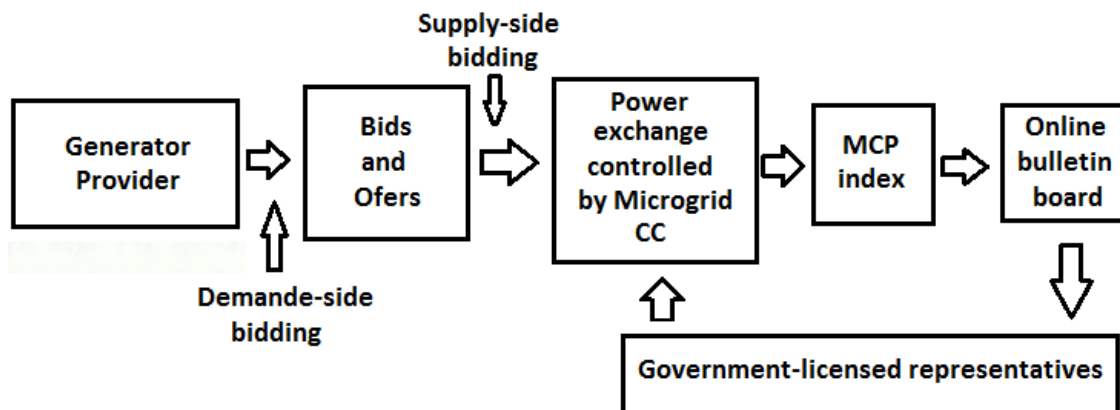 Supply-side
bidding
Generator
Provider
Bids
and
Ofers
Power
exchange
controlled
by Microgrid
CC
MCP
index
Online
bulletin
board
Demande-side
bidding
Government-licensed representatives